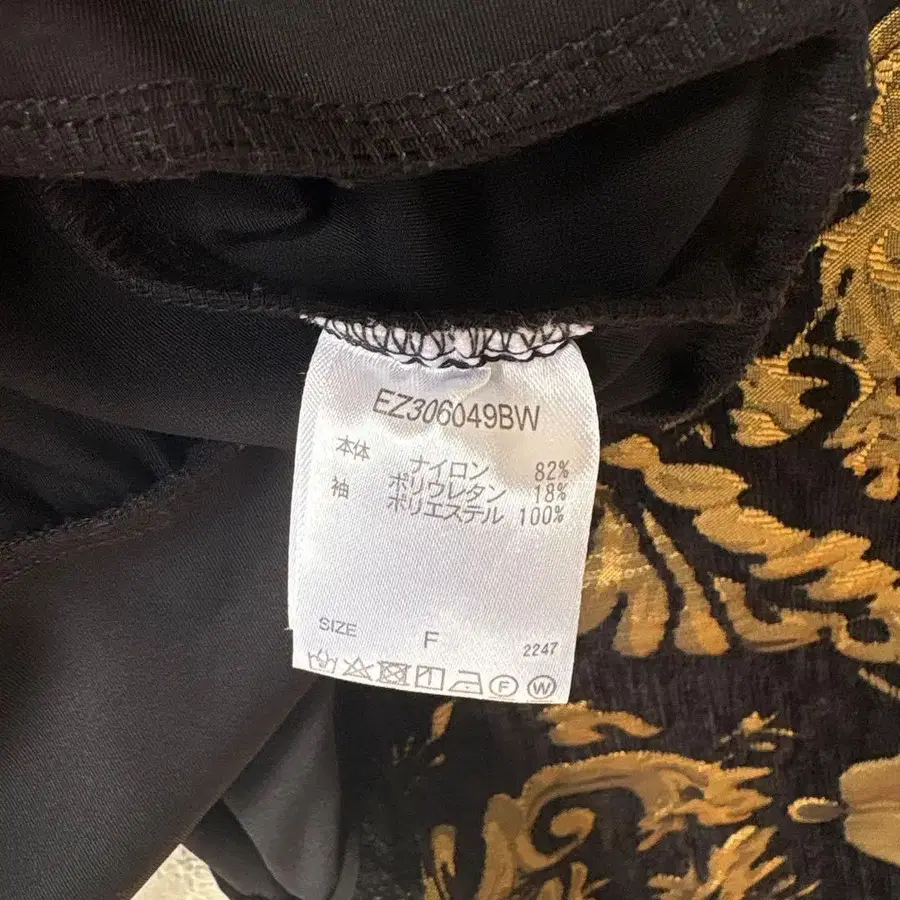 EZ306049BW
本体 ナイロン 82%
ポリウレタン 18%
袖 ポリエステル 100%
SIZE F 2247
F W